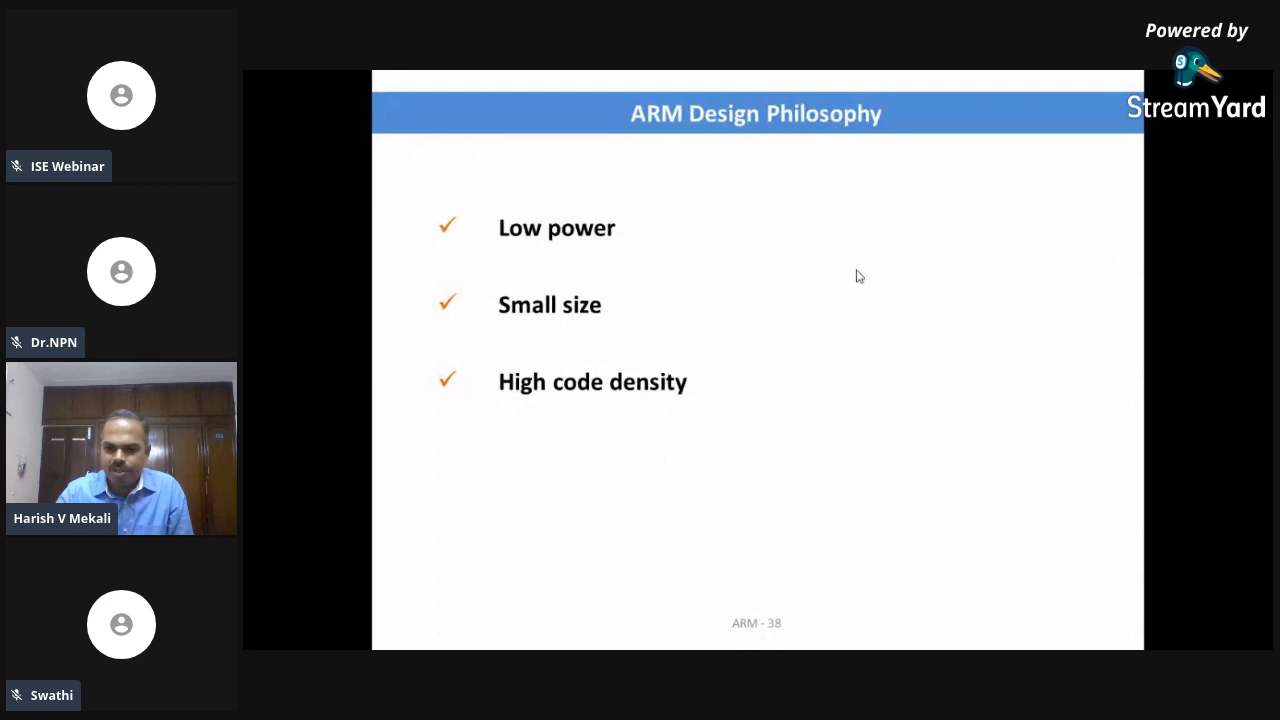 Powered by
StreamYard
ISE Webinar
Dr.NPN
Harish V Mekali
Swathi
ARM Design Philosophy
✓ Low power
✓ Small size
✓ High code density
ARM - 38